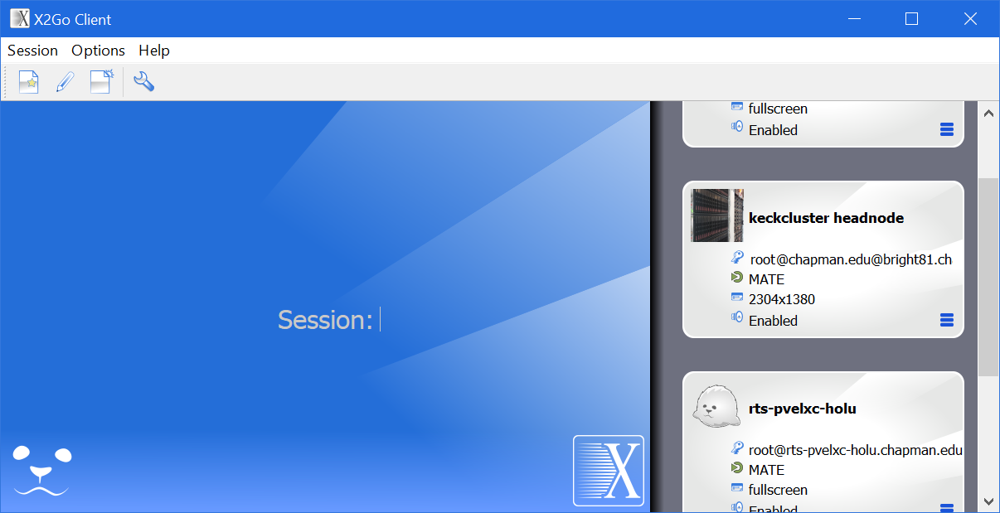 X2Go Client
Session Options Help
Session:
fullscreen
Enabled
keckcluster headnode
root@chapman.edu@bright81.ch
MATE
2304x1380
Enabled
rts-pvelxc-holu
root@rts-pvelxc-holu.chapman.edu
MATE
fullscreen
Enabled
X